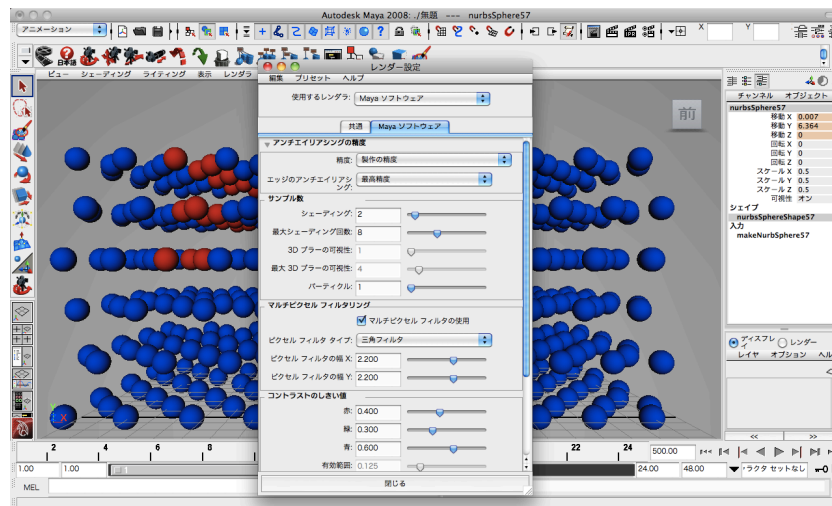 Autodesk Maya 2008: ./無題 --- nurbsSphere57
アニメーション
X
Y
日本語
ビュー シェーディング ライティング 表示 レンダラ
レンダー設定
編集 プリセット ヘルプ
使用するレンダラ: Maya ソフトウェア
共通 Maya ソフトウェア
アンチエイリアシングの精度
精度: 製作の精度
エッジのアンチエイリアシング: 最高精度
サンプル数
シェーディング: 2
最大シェーディング回数: 8
3D ブラーの可視性: 1
最大 3D ブラーの可視性: 4
パーティクル: 1
マルチピクセル フィルタリング
マルチピクセル フィルタの使用
ピクセル フィルタ タイプ: 三角フィルタ
ピクセル フィルタの幅 X: 2.200
ピクセル フィルタの幅 Y: 2.200
コントラストのしきい値
赤: 0.400
緑: 0.300
青: 0.600
有効範囲: 0.125
閉じる
前
チャンネル オブジェクト
nurbsSphere57
移動 X 0.007
移動 Y 6.364
移動 Z 0
回転 X 0
回転 Y 0
回転 Z 0
スケール X 0.5
スケール Y 0.5
スケール Z 0.5
可視性 オン
シェイプ
nurbsSphereShape57
入力
makeNurbSphere57
ディスプレイ レンダー
レイヤ オプション ヘル
<< >>
y
x
2 4 6 8 22 24
500.00
1.00 1.00 1 24.00 48.00
ラクタ セットなし
MEL